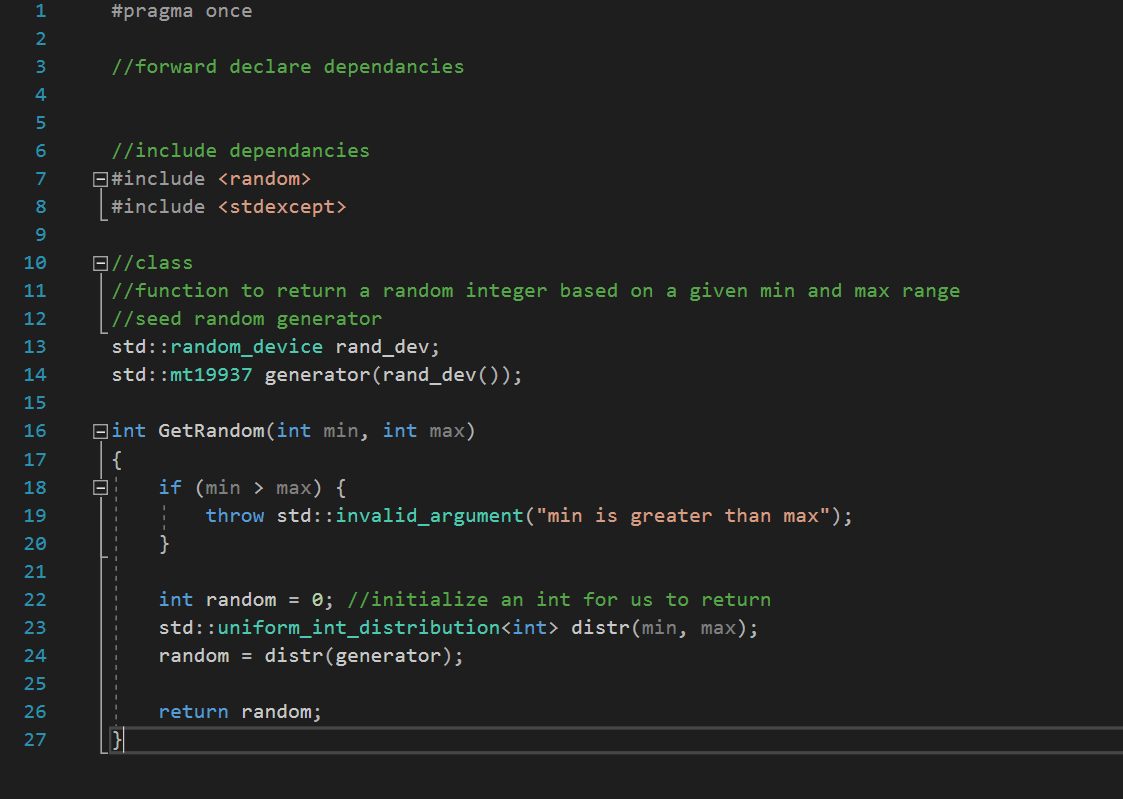 1 #pragma once
2
3 //forward declare dependancies
4
5
6 //include dependancies
7 #include <random>
8 #include <stdexcept>
9
10 //class
11 //function to return a random integer based on a given min and max range
12 //seed random generator
13 std::random_device rand_dev;
14 std::mt19937 generator(rand_dev());
15
16 int GetRandom(int min, int max)
17 {
18     if (min > max) {
19         throw std::invalid_argument("min is greater than max");
20     }
21
22     int random = 0; //initialize an int for us to return
23     std::uniform_int_distribution<int> distr(min, max);
24     random = distr(generator);
25
26     return random;
27 }